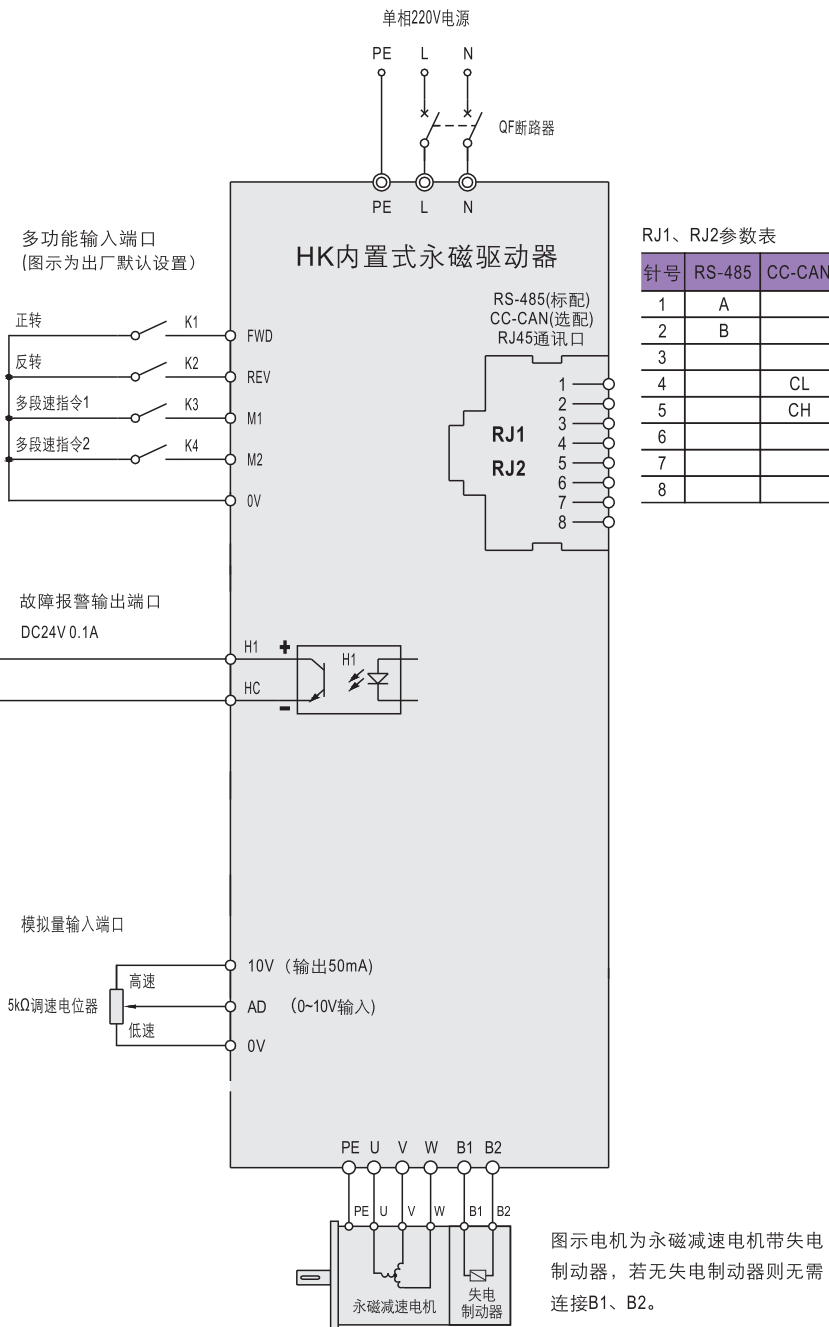 单相220V电源
PE L N
QF断路器
PE L N
HK内置式永磁驱动器
多功能输入端口
(图示为出厂默认设置)
正转 K1 FWD
反转 K2 REV
多段速指令1 K3 M1
多段速指令2 K4 M2
0V
RS-485(标配)
CC-CAN(选配)
RJ45通讯口
RJ1
RJ2
1
2
3
4
5
6
7
8
RJ1、RJ2参数表
针号 RS-485 CC-CAN
1 A
2 B
3
4 CL
5 CH
6
7
8
故障报警输出端口
DC24V 0.1A
H1 + H1
HC -
模拟量输入端口
10V (输出50mA)
高速
5kΩ调速电位器 AD (0~10V输入)
低速
0V
PE U V W B1 B2
PE U V W B1 B2
永磁减速电机
失电
制动器
图示电机为永磁减速电机带失电
制动器，若无失电制动器则无需
连接B1、B2。